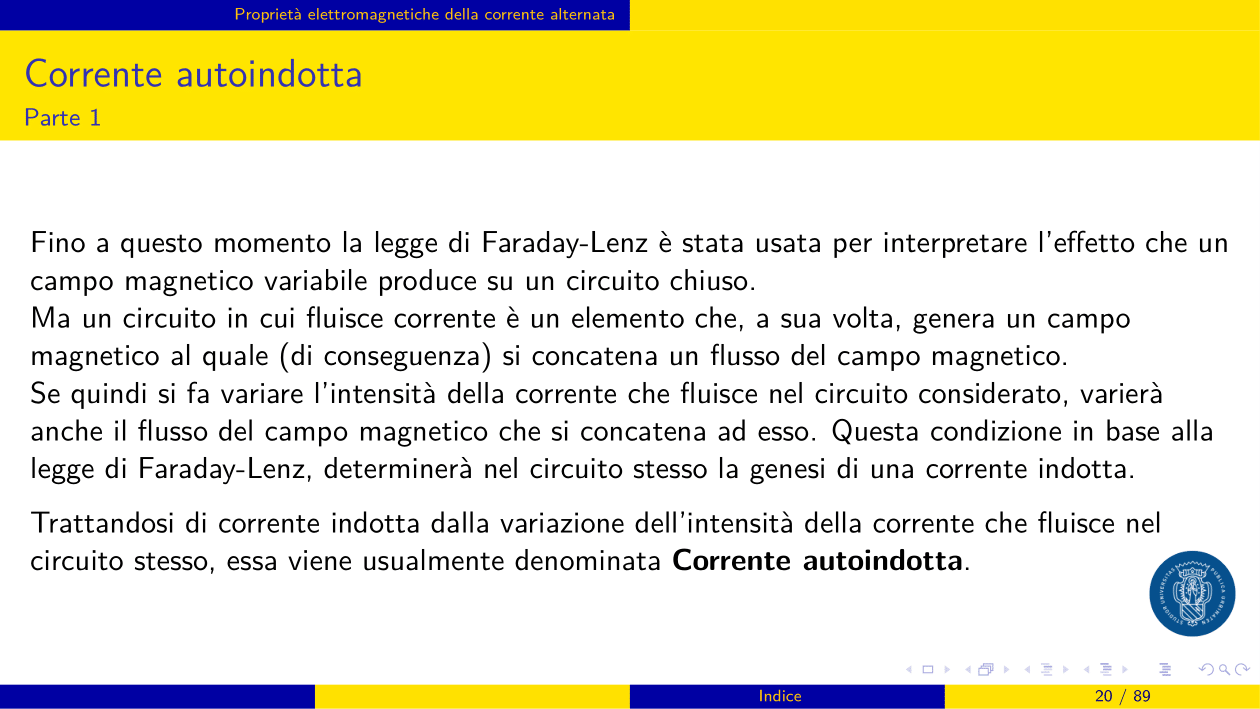 Proprietà elettromagnetiche della corrente alternata
Corrente autoindotta
Parte 1
Fino a questo momento la legge di Faraday-Lenz è stata usata per interpretare l'effetto che un
campo magnetico variabile produce su un circuito chiuso.
Ma un circuito in cui fluisce corrente è un elemento che, a sua volta, genera un campo
magnetico al quale (di conseguenza) si concatena un flusso del campo magnetico.
Se quindi si fa variare l'intensità della corrente che fluisce nel circuito considerato, varierà
anche il flusso del campo magnetico che si concatena ad esso. Questa condizione in base alla
legge di Faraday-Lenz, determinerà nel circuito stesso la genesi di una corrente indotta.
Trattandosi di corrente indotta dalla variazione dell'intensità della corrente che fluisce nel
circuito stesso, essa viene usualmente denominata Corrente autoindotta.
Indice
20 / 89